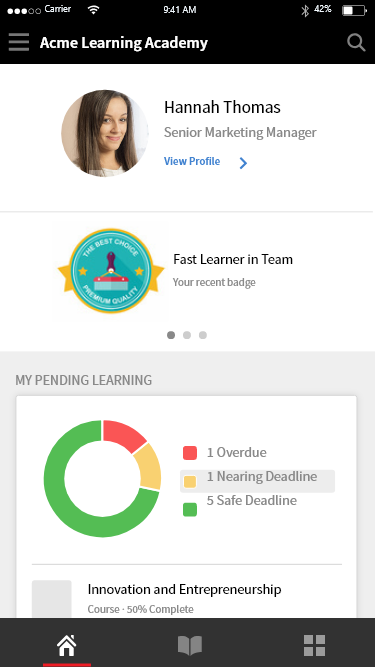 Carrier 9:41 AM 42%
Acme Learning Academy
Hannah Thomas
Senior Marketing Manager
View Profile
THE BEST CHOICE
PREMIUM QUALITY
Fast Learner in Team
Your recent badge
MY PENDING LEARNING
1 Overdue
1 Nearing Deadline
5 Safe Deadline
Innovation and Entrepreneurship
Course · 50% Complete